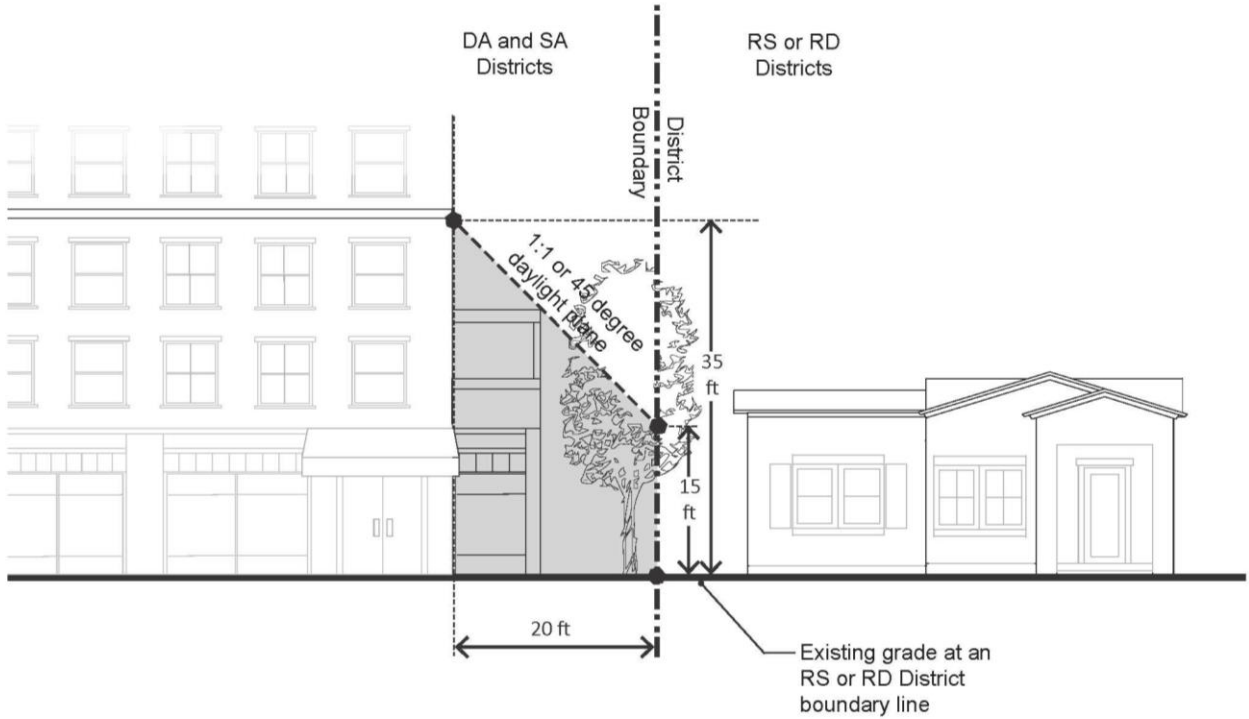 DA and SA
Districts
RS or RD
Districts
District
Boundary
1:1 or 45 degree
daylight plane
35
ft
15
ft
20 ft
Existing grade at an
RS or RD District
boundary line